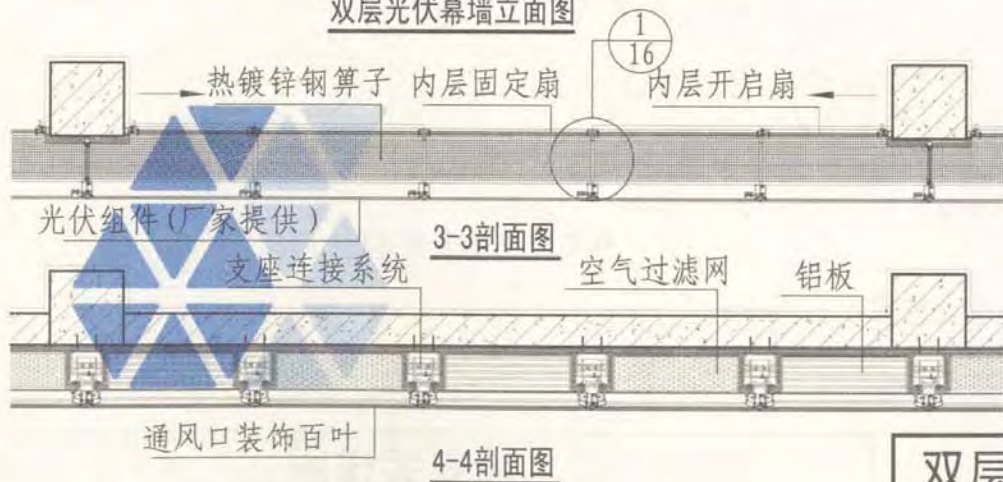 双层光伏幕墙立面图
1
16
热镀锌钢箅子 内层固定扇 内层开启扇
光伏组件(厂家提供)
3-3剖面图
支座连接系统 空气过滤网 铝板
通风口装饰百叶
4-4剖面图
双层